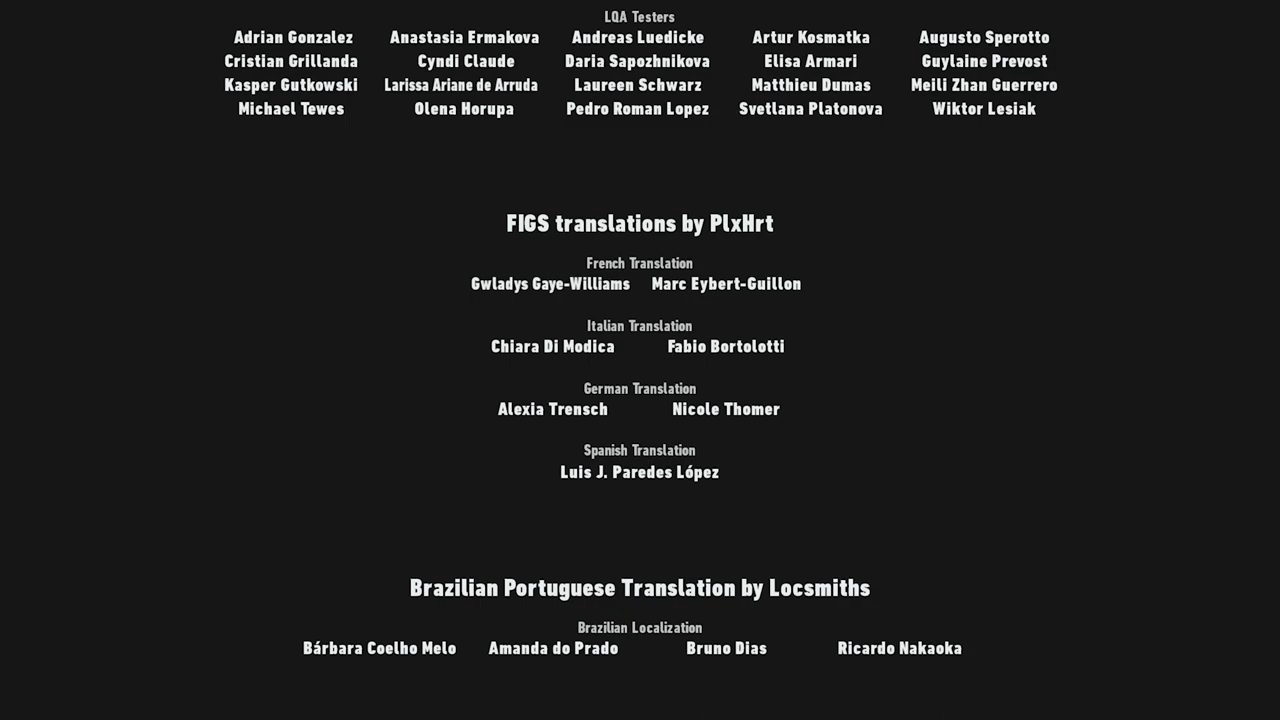 LQA Testers
Adrian Gonzalez Anastasia Ermakova Andreas Luedicke Artur Kosmatka Augusto Sperotto
Cristian Grillanda Cyndi Claude Daria Sapozhnikova Elisa Armari Guylaine Prevost
Kasper Gutkowski Larissa Ariane de Arruda Laureen Schwarz Matthieu Dumas Meili Zhan Guerrero
Michael Tewes Olena Horupa Pedro Roman Lopez Svetlana Platonova Wiktor Lesiak
FIGS translations by PlxHrt
French Translation
Gwladys Gaye-Williams Marc Eybert-Guillon
Italian Translation
Chiara Di Modica Fabio Bortolotti
German Translation
Alexia Trensch Nicole Thomer
Spanish Translation
Luis J. Paredes López
Brazilian Portuguese Translation by Locsmiths
Brazilian Localization
Bárbara Coelho Melo Amanda do Prado Bruno Dias Ricardo Nakaoka